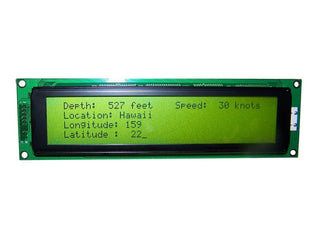 Depth: 527 feet Speed: 30 knots
Location: Hawaii
Longitude: 159
Latitude : 22_